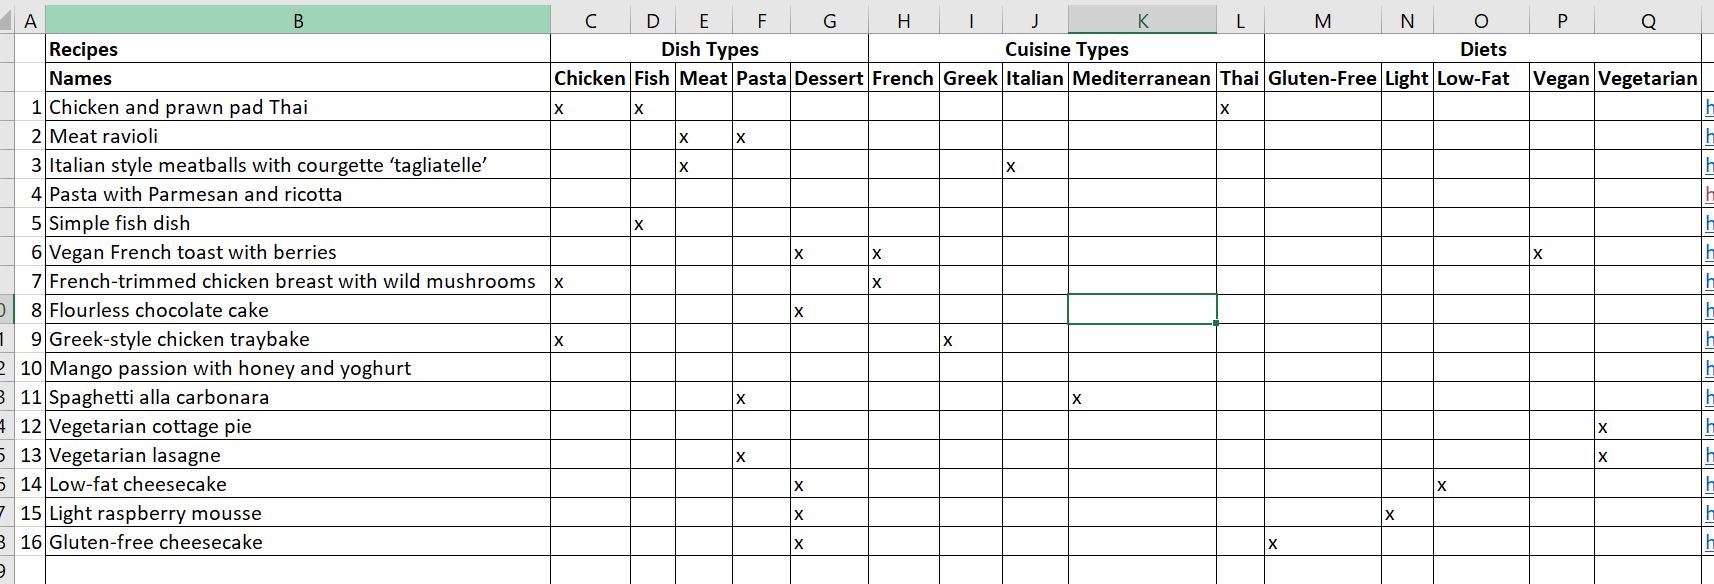 A B C D E F G H I J K L M N O P Q
Recipes Dish Types Cuisine Types Diets
Names Chicken Fish Meat Pasta Dessert French Greek Italian Mediterranean Thai Gluten-Free Light Low-Fat Vegan Vegetarian
1 Chicken and prawn pad Thai x x x h
2 Meat ravioli x x h
3 Italian style meatballs with courgette ‘tagliatelle’ x x h
4 Pasta with Parmesan and ricotta h
5 Simple fish dish x h
6 Vegan French toast with berries x x x h
7 French-trimmed chicken breast with wild mushrooms x x h
8 Flourless chocolate cake x h
9 Greek-style chicken traybake x x h
10 Mango passion with honey and yoghurt h
11 Spaghetti alla carbonara x x h
12 Vegetarian cottage pie x h
13 Vegetarian lasagne x x h
14 Low-fat cheesecake x x h
15 Light raspberry mousse x x h
16 Gluten-free cheesecake x x h